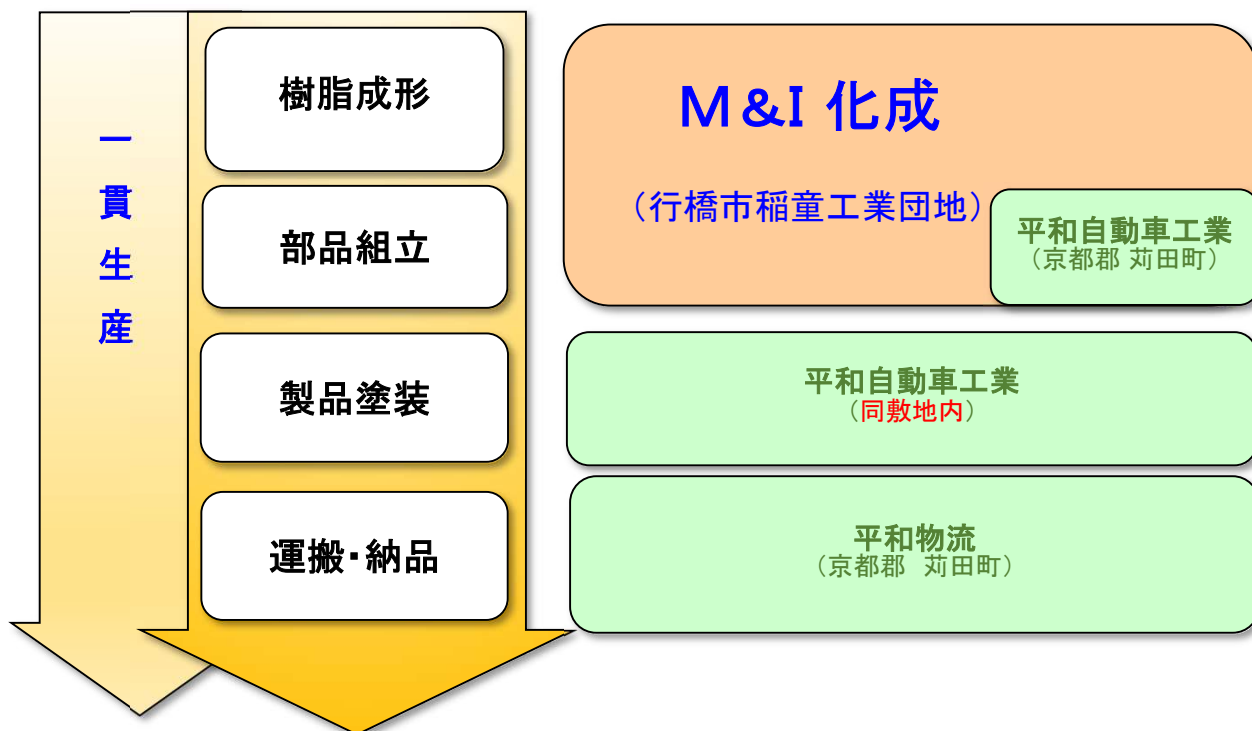 一貫生産
樹脂成形
部品組立
製品塗装
運搬・納品
M&I 化成
（行橋市稲童工業団地）
平和自動車工業
（京都郡 苅田町）
平和自動車工業
（同敷地内）
平和物流
（京都郡 苅田町）